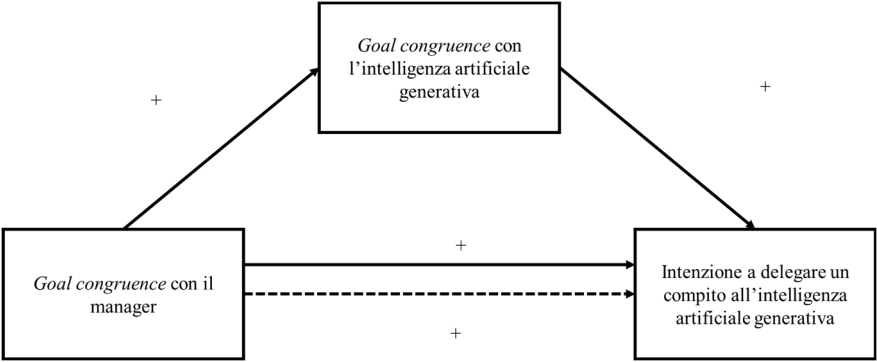 Goal congruence con
l’intelligenza artificiale
generativa
+
+
+
Goal congruence con il
manager
Intenzione a delegare un
compito all’intelligenza
artificiale generativa
+